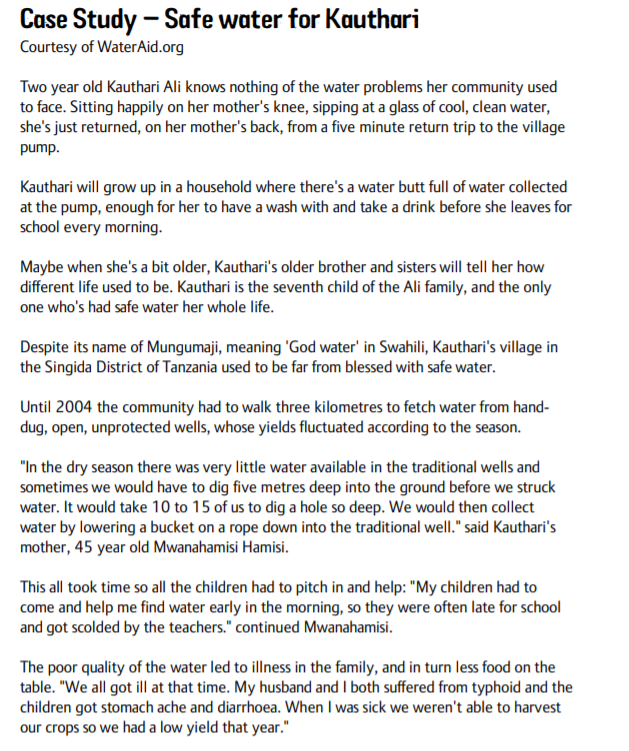 Case Study – Safe water for Kauthari
Courtesy of WaterAid.org
Two year old Kauthari Ali knows nothing of the water problems her community used
to face. Sitting happily on her mother's knee, sipping at a glass of cool, clean water,
she's just returned, on her mother's back, from a five minute return trip to the village
pump.
Kauthari will grow up in a household where there's a water butt full of water collected
at the pump, enough for her to have a wash with and take a drink before she leaves for
school every morning.
Maybe when she's a bit older, Kauthari's older brother and sisters will tell her how
different life used to be. Kauthari is the seventh child of the Ali family, and the only
one who's had safe water her whole life.
Despite its name of Mungumaji, meaning 'God water' in Swahili, Kauthari's village in
the Singida District of Tanzania used to be far from blessed with safe water.
Until 2004 the community had to walk three kilometres to fetch water from hand-
dug, open, unprotected wells, whose yields fluctuated according to the season.
"In the dry season there was very little water available in the traditional wells and
sometimes we would have to dig five metres deep into the ground before we struck
water. It would take 10 to 15 of us to dig a hole so deep. We would then collect
water by lowering a bucket on a rope down into the traditional well." said Kauthari's
mother, 45 year old Mwanahamisi Hamisi.
This all took time so all the children had to pitch in and help: "My children had to
come and help me find water early in the morning, so they were often late for school
and got scolded by the teachers." continued Mwanahamisi.
The poor quality of the water led to illness in the family, and in turn less food on the
table. "We all got ill at that time. My husband and I both suffered from typhoid and the
children got stomach ache and diarrhoea. When I was sick we weren't able to harvest
our crops so we had a low yield that year."